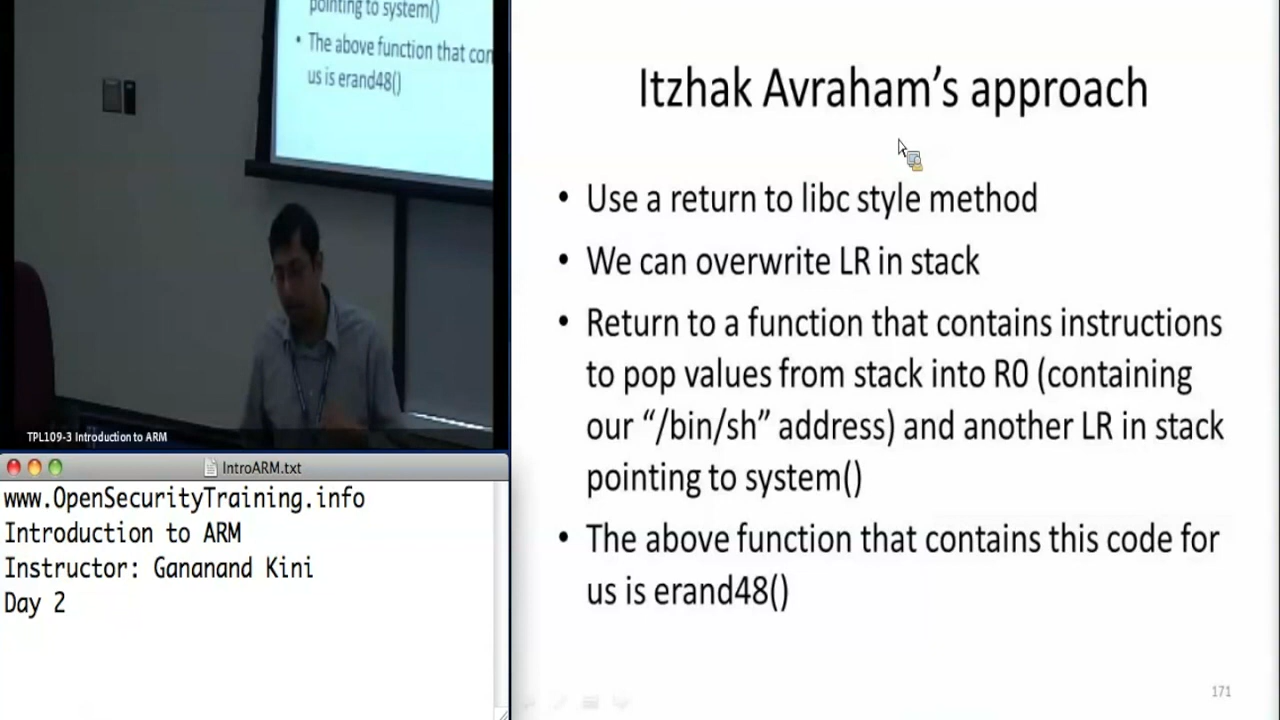 pointing to system()
• The above function that con
us is erand48()
TPL109-3 Introduction to ARM
IntroARM.txt
www.OpenSecurityTraining.info
Introduction to ARM
Instructor: Gananand Kini
Day 2
Itzhak Avraham’s approach
• Use a return to libc style method
• We can overwrite LR in stack
• Return to a function that contains instructions
to pop values from stack into R0 (containing
our “/bin/sh” address) and another LR in stack
pointing to system()
• The above function that contains this code for
us is erand48()
171